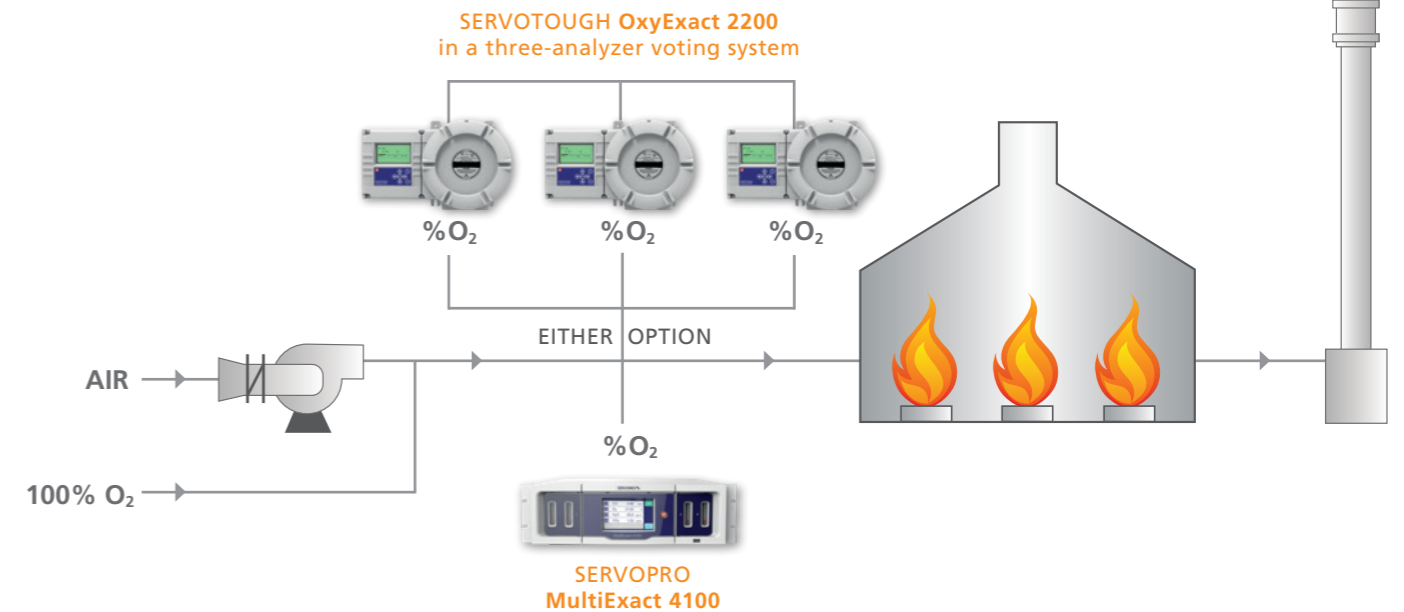 SERVOTOUGH OxyExact 2200
in a three-analyzer voting system
%O₂ %O₂ %O₂
EITHER OPTION
AIR
%O₂
100% O₂
SERVOPRO
MultiExact 4100